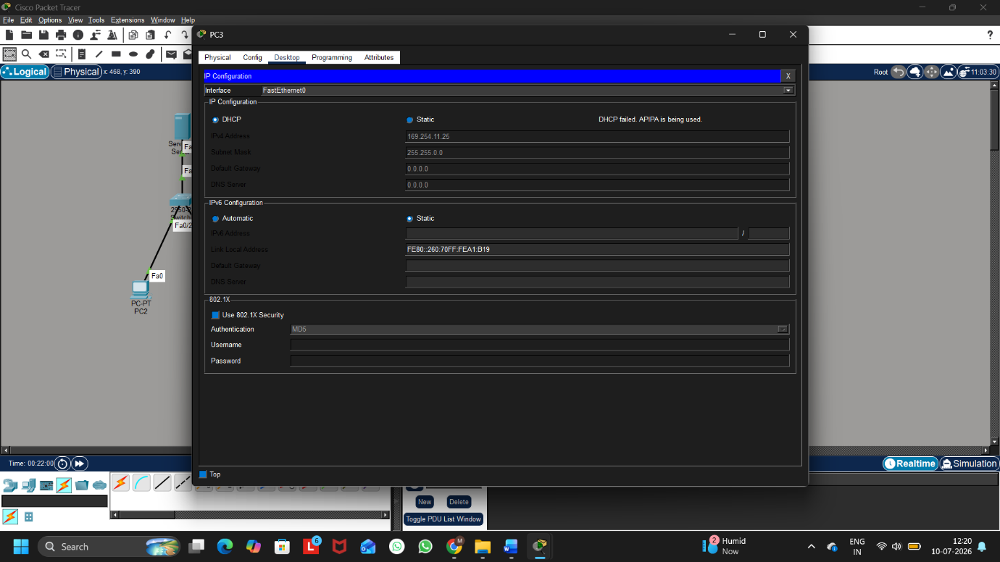 Cisco Packet Tracer
File Edit Options View Tools Extensions Window Help
?
Logical Physical x: 468, y: 390
Root 11:03:30
PC3
Physical Config Desktop Programming Attributes
IP Configuration X
Interface FastEthernet0
IP Configuration
DHCP Static DHCP failed. APIPA is being used.
IPv4 Address 169.254.11.25
Subnet Mask 255.255.0.0
Default Gateway 0.0.0.0
DNS Server 0.0.0.0
IPv6 Configuration
Automatic Static
IPv6 Address /
Link Local Address FE80::260:70FF:FEA1:B19
Default Gateway
DNS Server
802.1X
Use 802.1X Security
Authentication MD5
Username
Password
Top
Fa
Fa
Fa0/2
Fa0
PC-PT
PC2
Time: 00:22:00
Realtime Simulation
New Delete
Toggle PDU List Window
Search
L 6
M
W
2
Humid
Now
ENG
IN
12:20
10-07-2026